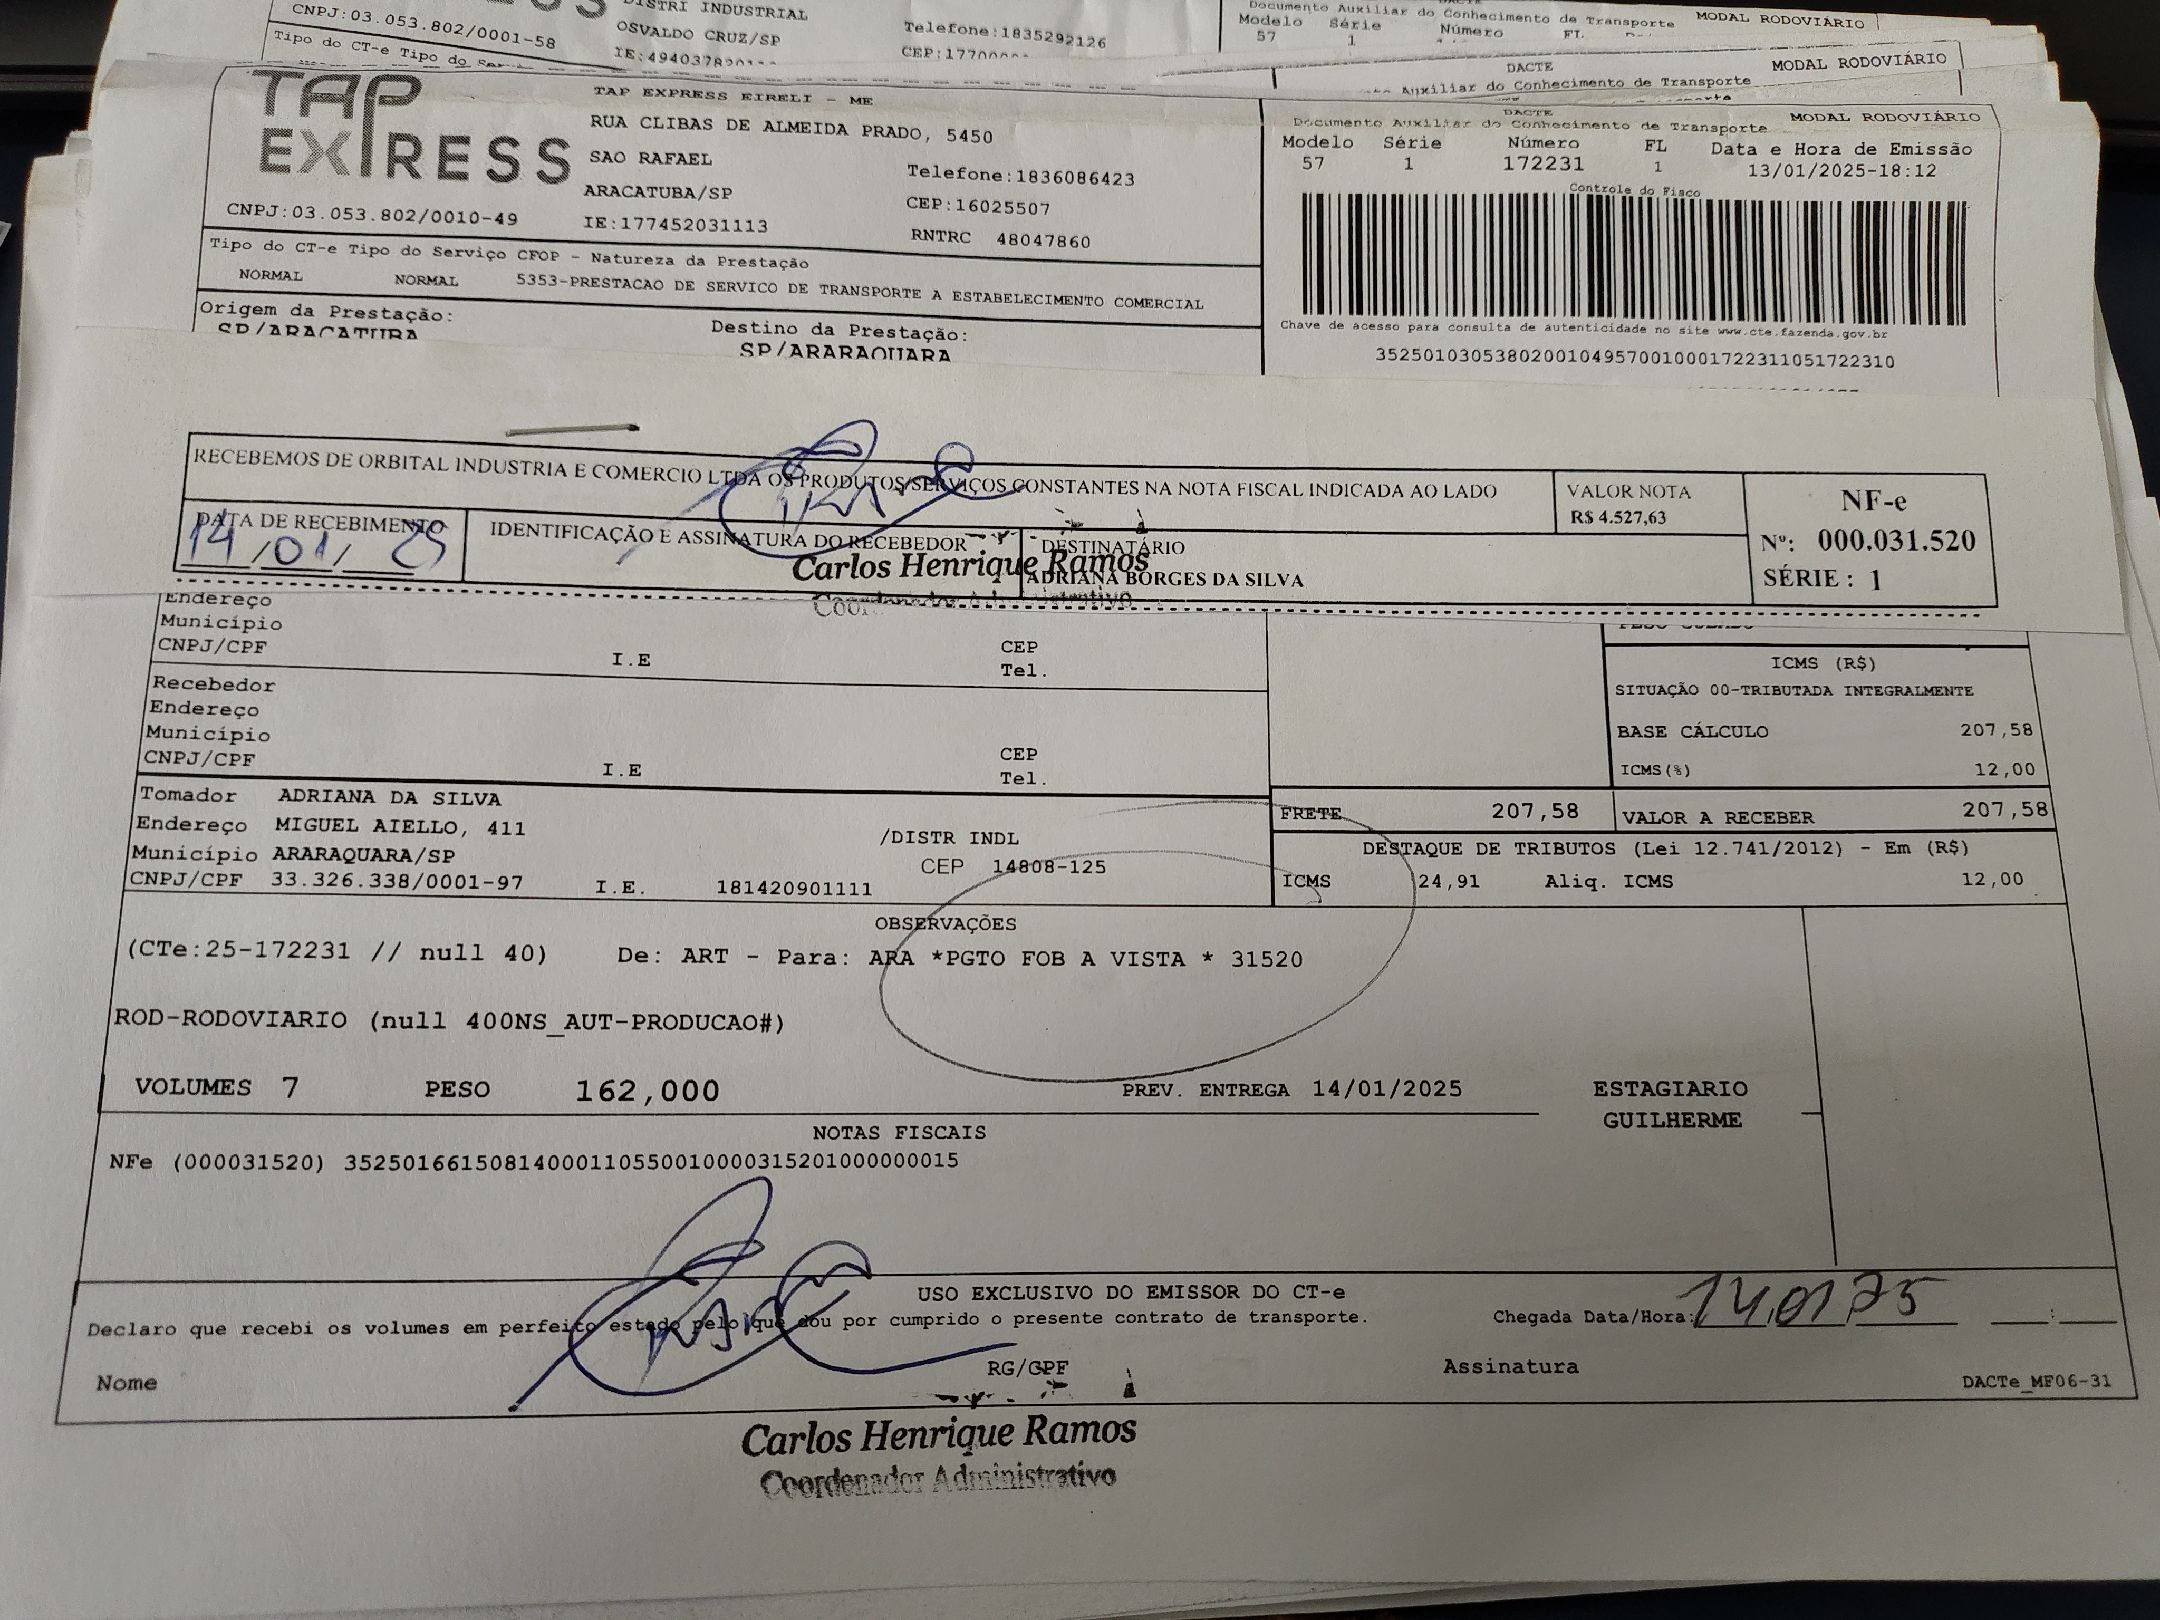 CNPJ:03.053.802/0001-58
DISTRI INDUSTRIAL
OSVALDO CRUZ/SP
Telefone:1835292126
Tipo do CT-e Tipo do
Documento Auxiliar do Conhecimento de Transporte
MODAL RODOVIÁRIO
Modelo Série Número FL
57 1
DACTE
MODAL RODOVIÁRIO
Auxiliar do Conhecimento de Transporte
TAP EXPRESS
TAP EXPRESS EIRELI - ME
RUA CLIBAS DE ALMEIDA PRADO, 5450
SAO RAFAEL
Telefone:1836086423
ARACATUBA/SP
CEP:16025507
CNPJ:03.053.802/0010-49
IE:177452031113
RNTRC 48047860
DACTE
Documento Auxiliar do Conhecimento de Transporte
MODAL RODOVIÁRIO
Modelo Série Número FL Data e Hora de Emissão
57 1 172231 1 13/01/2025-18:12
Controle do Fisco
Chave de acesso para consulta de autenticidade no site www.cte.fazenda.gov.br
35250103053802001049570010001722311051722310
Tipo do CT-e Tipo do Serviço CFOP - Natureza da Prestação
NORMAL NORMAL 5353-PRESTACAO DE SERVICO DE TRANSPORTE A ESTABELECIMENTO COMERCIAL
Origem da Prestação:
Destino da Prestação:
SP/ARACATUBA
SP/ARARAQUARA
RECEBEMOS DE ORBITAL INDUSTRIA E COMERCIO LTDA OS PRODUTOS/SERVIÇOS CONSTANTES NA NOTA FISCAL INDICADA AO LADO
VALOR NOTA
R$ 4.527,63
NF-e
Nº: 000.031.520
SÉRIE : 1
DATA DE RECEBIMENTO
14/01/25
IDENTIFICAÇÃO E ASSINATURA DO RECEBEDOR
DESTINATÁRIO
ADRIANA BORGES DA SILVA
Carlos Henrique Ramos
Coordenador Administrativo
Endereço
Município
CNPJ/CPF
I.E
CEP
Tel.
Recebedor
Endereço
Município
CNPJ/CPF
I.E
CEP
Tel.
ICMS (R$)
SITUAÇÃO 00-TRIBUTADA INTEGRALMENTE
BASE CÁLCULO 207,58
ICMS(%) 12,00
Tomador ADRIANA DA SILVA
Endereço MIGUEL AIELLO, 411
/DISTR INDL
Município ARARAQUARA/SP
CEP 14808-125
CNPJ/CPF 33.326.338/0001-97 I.E. 181420901111
FRETE 207,58
VALOR A RECEBER 207,58
DESTAQUE DE TRIBUTOS (Lei 12.741/2012) - Em (R$)
ICMS 24,91 Aliq. ICMS 12,00
OBSERVAÇÕES
(CTe:25-172231 // null 40) De: ART - Para: ARA *PGTO FOB A VISTA * 31520
ROD-RODOVIARIO (null 400NS_AUT-PRODUCAO#)
VOLUMES 7 PESO 162,000 PREV. ENTREGA 14/01/2025
ESTAGIARIO
GUILHERME
NOTAS FISCAIS
NFe (000031520) 35250166150814000110550010000315201000000015
USO EXCLUSIVO DO EMISSOR DO CT-e
Declaro que recebi os volumes em perfeito estado pelo que dou por cumprido o presente contrato de transporte.
Chegada Data/Hora: 14/01/25
Nome
RG/CPF
Assinatura
DACTe_MF06-31
Carlos Henrique Ramos
Coordenador Administrativo